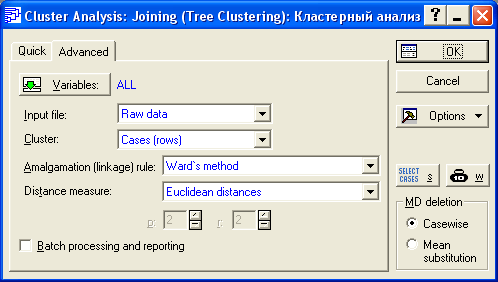 Cluster Analysis: Joining (Tree Clustering): Кластерный анализ
Quick Advanced
OK
Variables: ALL
Cancel
Input file: Raw data
Cluster: Cases (rows)
Options
Amalgamation (linkage) rule: Ward`s method
Distance measure: Euclidean distances
SELECT CASES S W
p: 2 r: 2
MD deletion
Casewise
Mean substitution
Batch processing and reporting